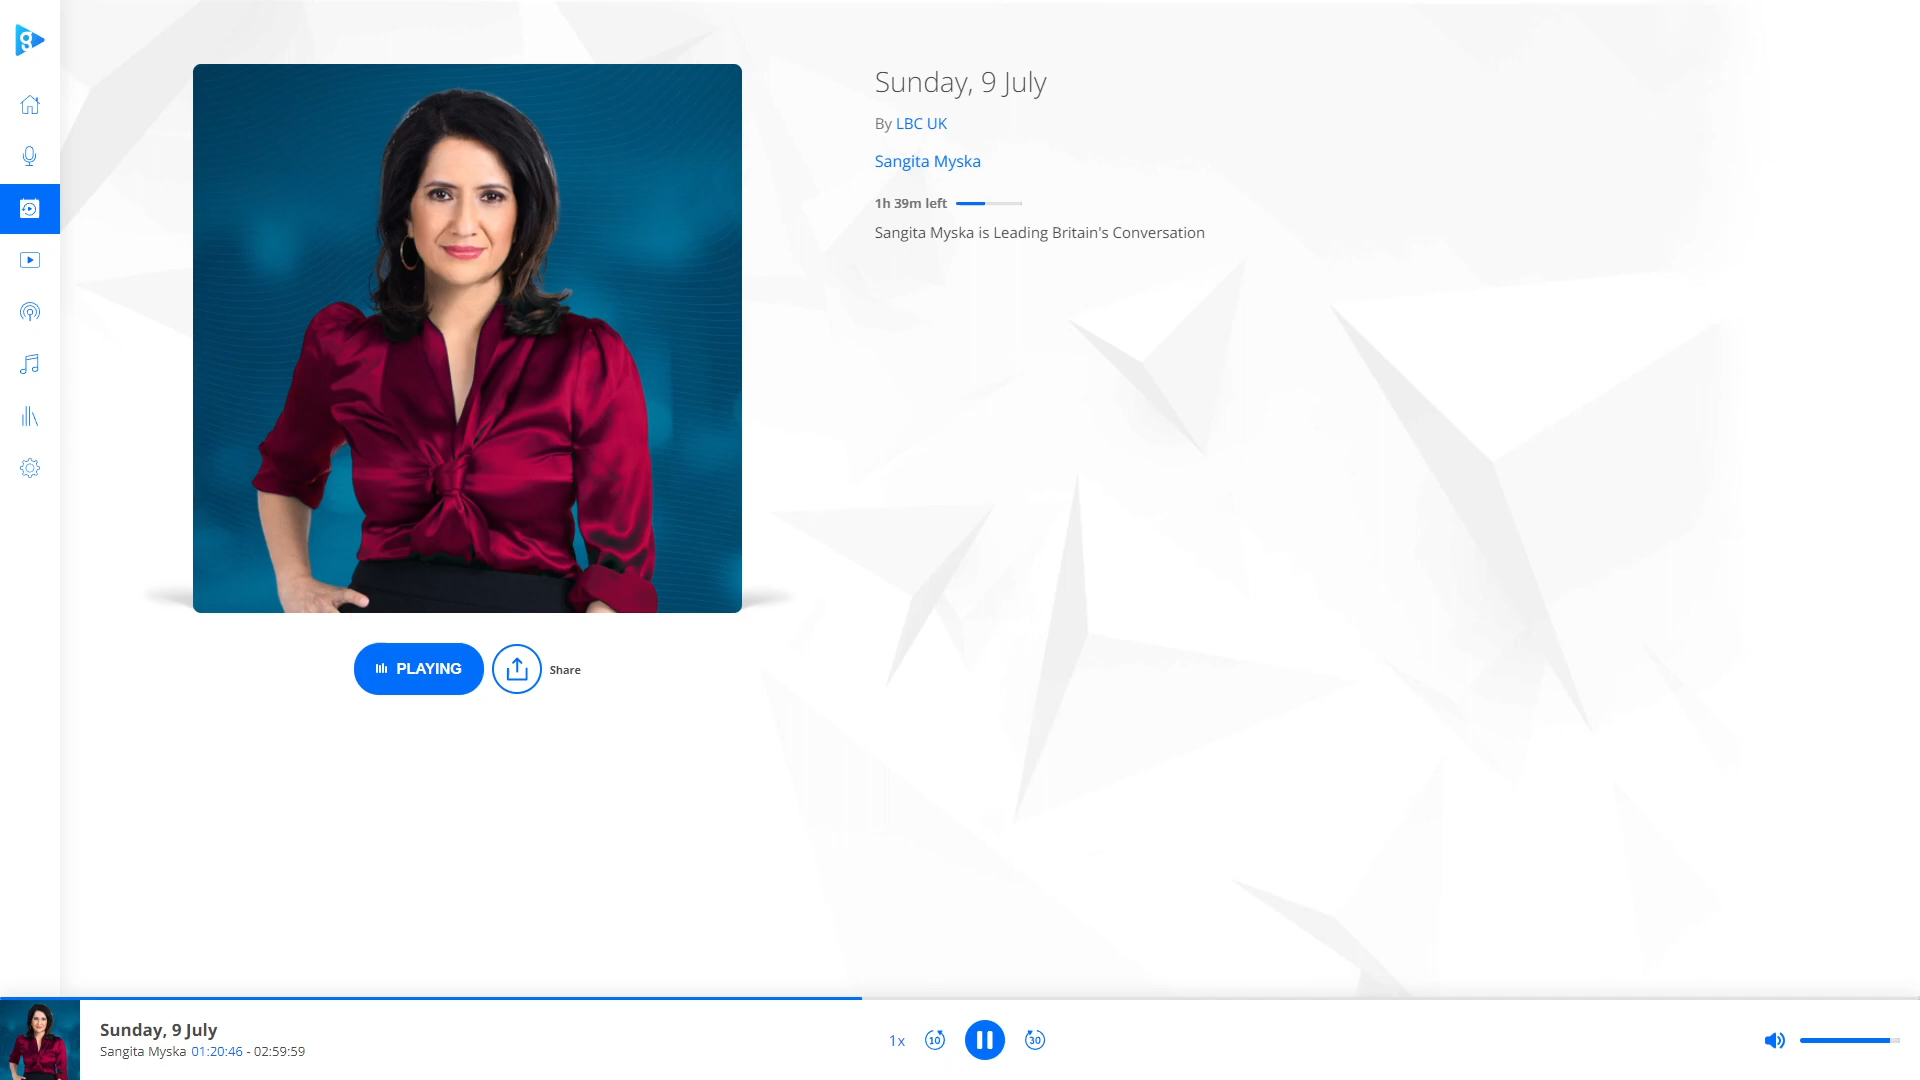 g
Sunday, 9 July
By LBC UK
Sangita Myska
1h 39m left
Sangita Myska is Leading Britain's Conversation
PLAYING
Share
Sunday, 9 July
Sangita Myska 01:20:46 - 02:59:59
1x
10
30